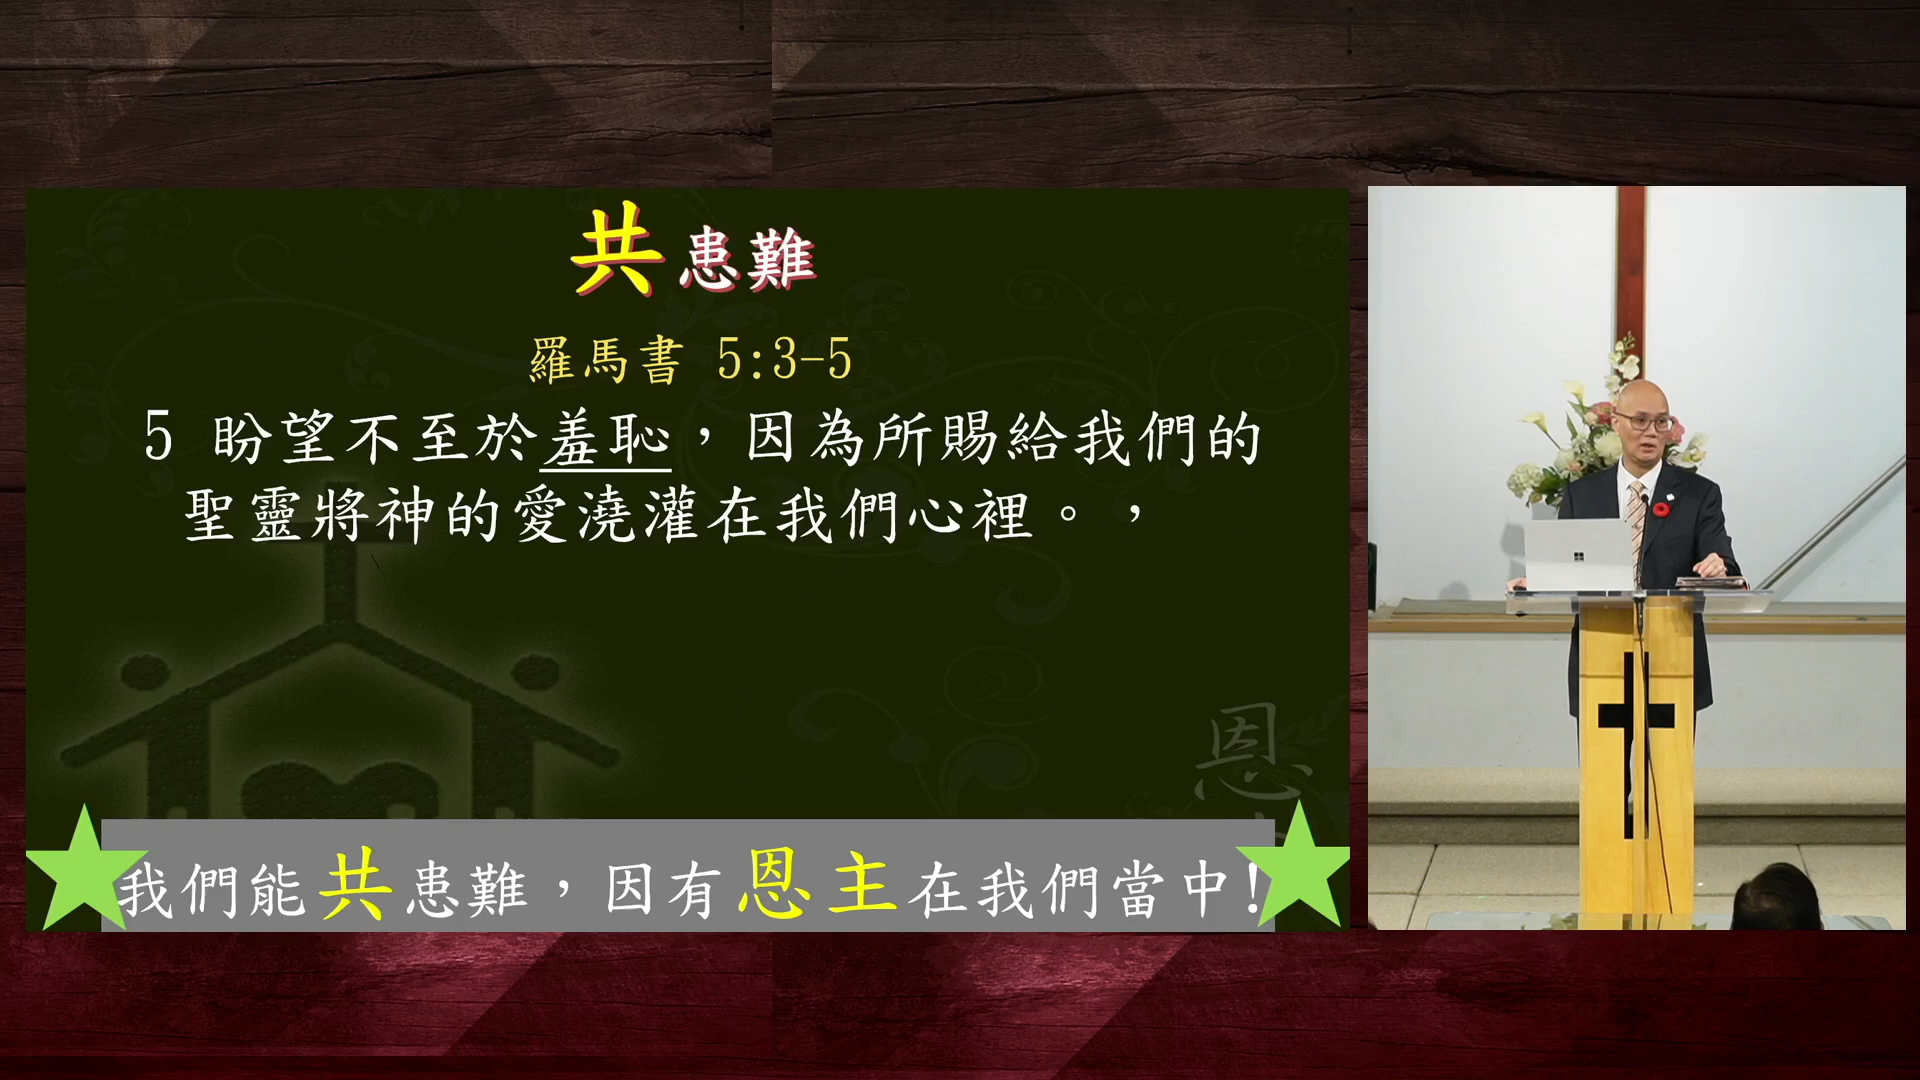 共患難
羅馬書 5:3-5
5 盼望不至於羞恥，因為所賜給我們的
聖靈將神的愛澆灌在我們心裡。，
恩
我們能共患難，因有恩主在我們當中!